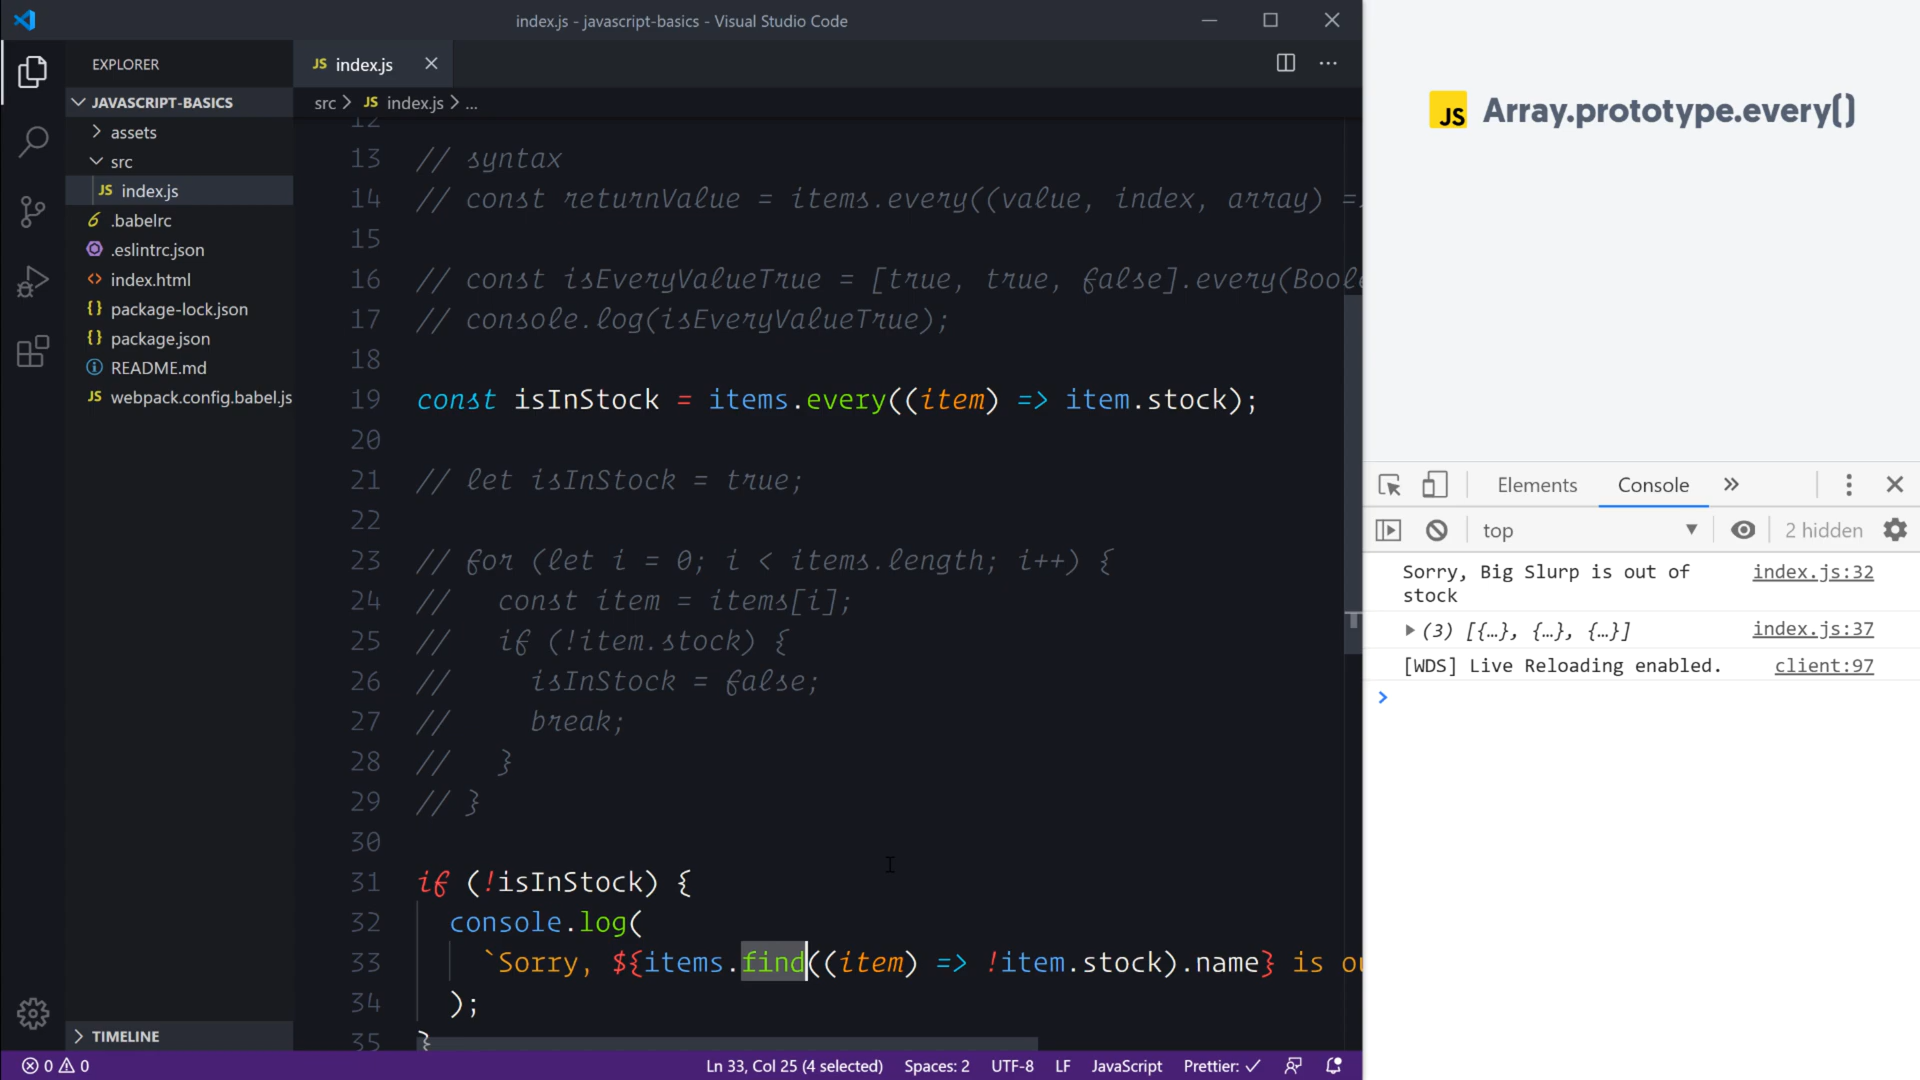 index.js - javascript-basics - Visual Studio Code
EXPLORER
JAVASCRIPT-BASICS
assets
src
JS index.js
.babelrc
.eslintrc.json
index.html
package-lock.json
package.json
README.md
JS webpack.config.babel.js
TIMELINE
JS index.js
src > JS index.js > ...
12
13 // syntax
14 // const returnValue = items.every((value, index, array) =>
15
16 // const isEveryValueTrue = [true, true, false].every(Boole
17 // console.log(isEveryValueTrue);
18
19 const isInStock = items.every((item) => item.stock);
20
21 // let isInStock = true;
22
23 // for (let i = 0; i < items.length; i++) {
24 //   const item = items[i];
25 //   if (!item.stock) {
26 //     isInStock = false;
27 //     break;
28 //   }
29 // }
30
31 if (!isInStock) {
32   console.log(
33     `Sorry, ${items.find((item) => !item.stock).name} is ou
34   );
35 }
0 0
Ln 33, Col 25 (4 selected)
Spaces: 2
UTF-8
LF
JavaScript
Prettier: ✓
JS Array.prototype.every()
Elements
Console
top
2 hidden
Sorry, Big Slurp is out of index.js:32
stock
(3) [{…}, {…}, {…}] index.js:37
[WDS] Live Reloading enabled. client:97